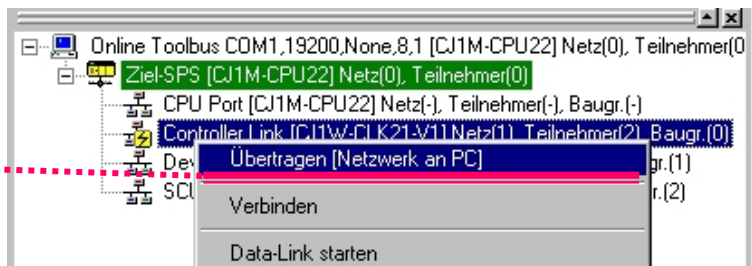 Online Toolbus COM1,19200,None,8,1 [CJ1M-CPU22] Netz(0), Teilnehmer(0
Ziel-SPS [CJ1M-CPU22] Netz(0), Teilnehmer(0)
CPU Port [CJ1M-CPU22] Netz(-), Teilnehmer(-), Baugr.(-)
Controller Link [CJ1W-CLK21-V1] Netz(1), Teilnehmer(2), Baugr.(0)
Übertragen [Netzwerk an PC]
gr.(1)
r.(2)
Verbinden
Data-Link starten